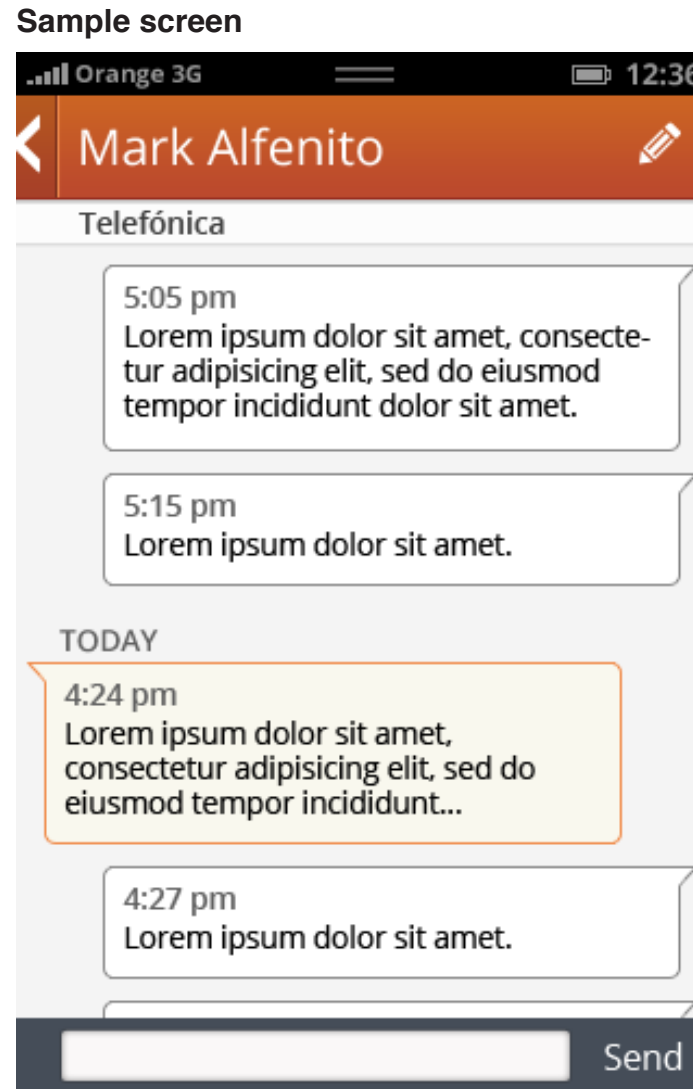 Sample screen
Orange 3G 12:36
Mark Alfenito
Telefónica
5:05 pm
Lorem ipsum dolor sit amet, consecte-
tur adipisicing elit, sed do eiusmod
tempor incididunt dolor sit amet.
5:15 pm
Lorem ipsum dolor sit amet.
TODAY
4:24 pm
Lorem ipsum dolor sit amet,
consectetur adipisicing elit, sed do
eiusmod tempor incididunt...
4:27 pm
Lorem ipsum dolor sit amet.
Send